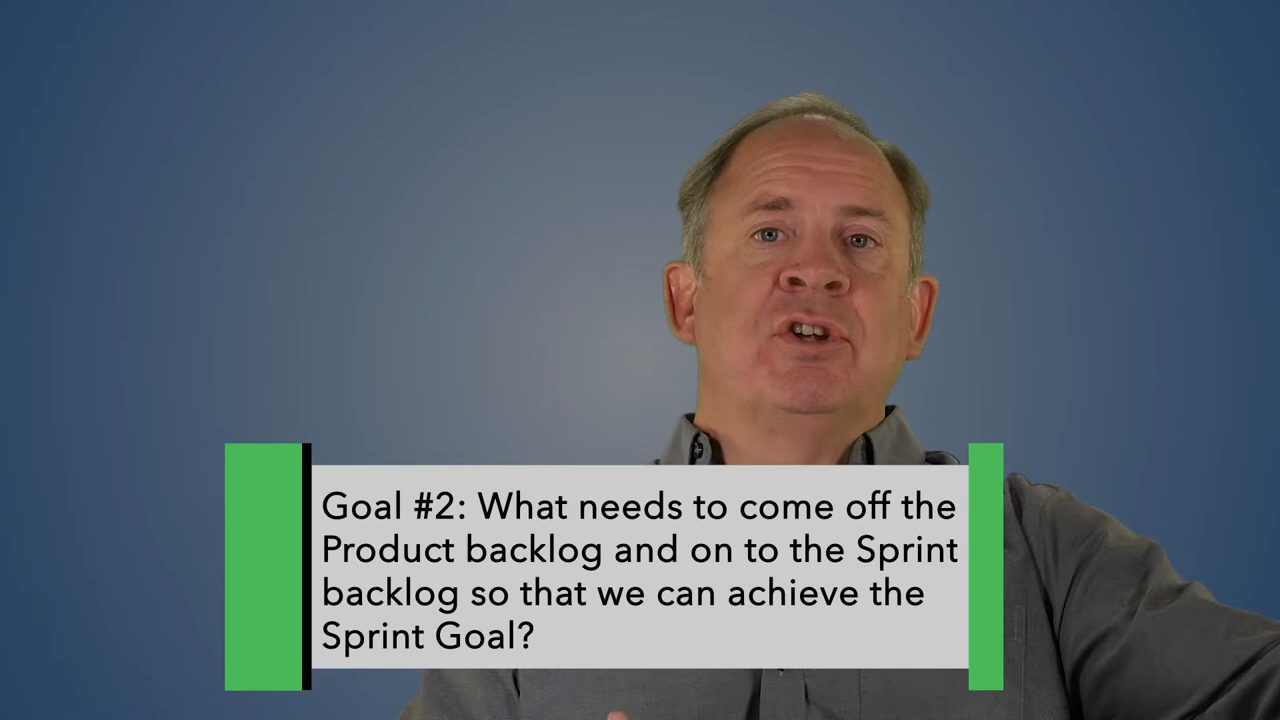 Goal #2: What needs to come off the
Product backlog and on to the Sprint
backlog so that we can achieve the
Sprint Goal?